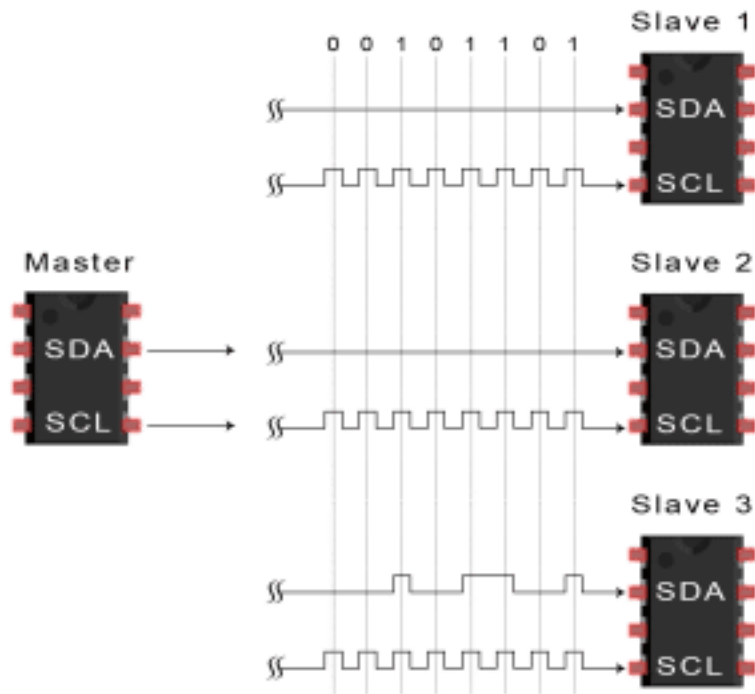 Slave 1
0 0 1 0 1 1 0 1
SDA
SCL
Master
SDA
SCL
Slave 2
SDA
SCL
Slave 3
SDA
SCL